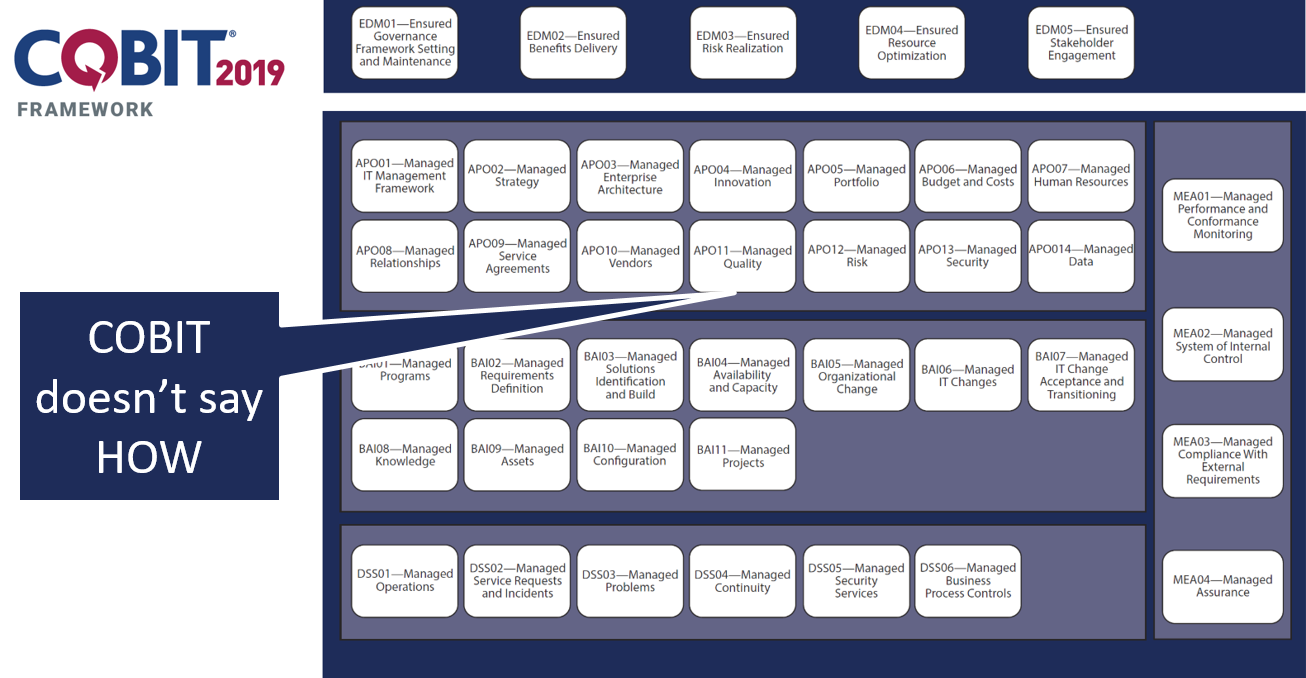 COBIT® 2019
FRAMEWORK
EDM01—Ensured
Governance
Framework Setting
and Maintenance
EDM02—Ensured
Benefits Delivery
EDM03—Ensured
Risk Realization
EDM04—Ensured
Resource
Optimization
EDM05—Ensured
Stakeholder
Engagement
APO01—Managed
IT Management
Framework
APO02—Managed
Strategy
APO03—Managed
Enterprise
Architecture
APO04—Managed
Innovation
APO05—Managed
Portfolio
APO06—Managed
Budget and Costs
APO07—Managed
Human Resources
APO08—Managed
Relationships
APO09—Managed
Service
Agreements
APO10—Managed
Vendors
APO11—Managed
Quality
APO12—Managed
Risk
APO13—Managed
Security
APO014—Managed
Data
MEA01—Managed
Performance and
Conformance
Monitoring
MEA02—Managed
System of Internal
Control
MEA03—Managed
Compliance With
External
Requirements
MEA04—Managed
Assurance
COBIT
doesn’t say
HOW
BAI01—Managed
Programs
BAI02—Managed
Requirements
Definition
BAI03—Managed
Solutions
Identification
and Build
BAI04—Managed
Availability
and Capacity
BAI05—Managed
Organizational
Change
BAI06—Managed
IT Changes
BAI07—Managed
IT Change
Acceptance and
Transitioning
BAI08—Managed
Knowledge
BAI09—Managed
Assets
BAI10—Managed
Configuration
BAI11—Managed
Projects
DSS01—Managed
Operations
DSS02—Managed
Service Requests
and Incidents
DSS03—Managed
Problems
DSS04—Managed
Continuity
DSS05—Managed
Security
Services
DSS06—Managed
Business
Process Controls